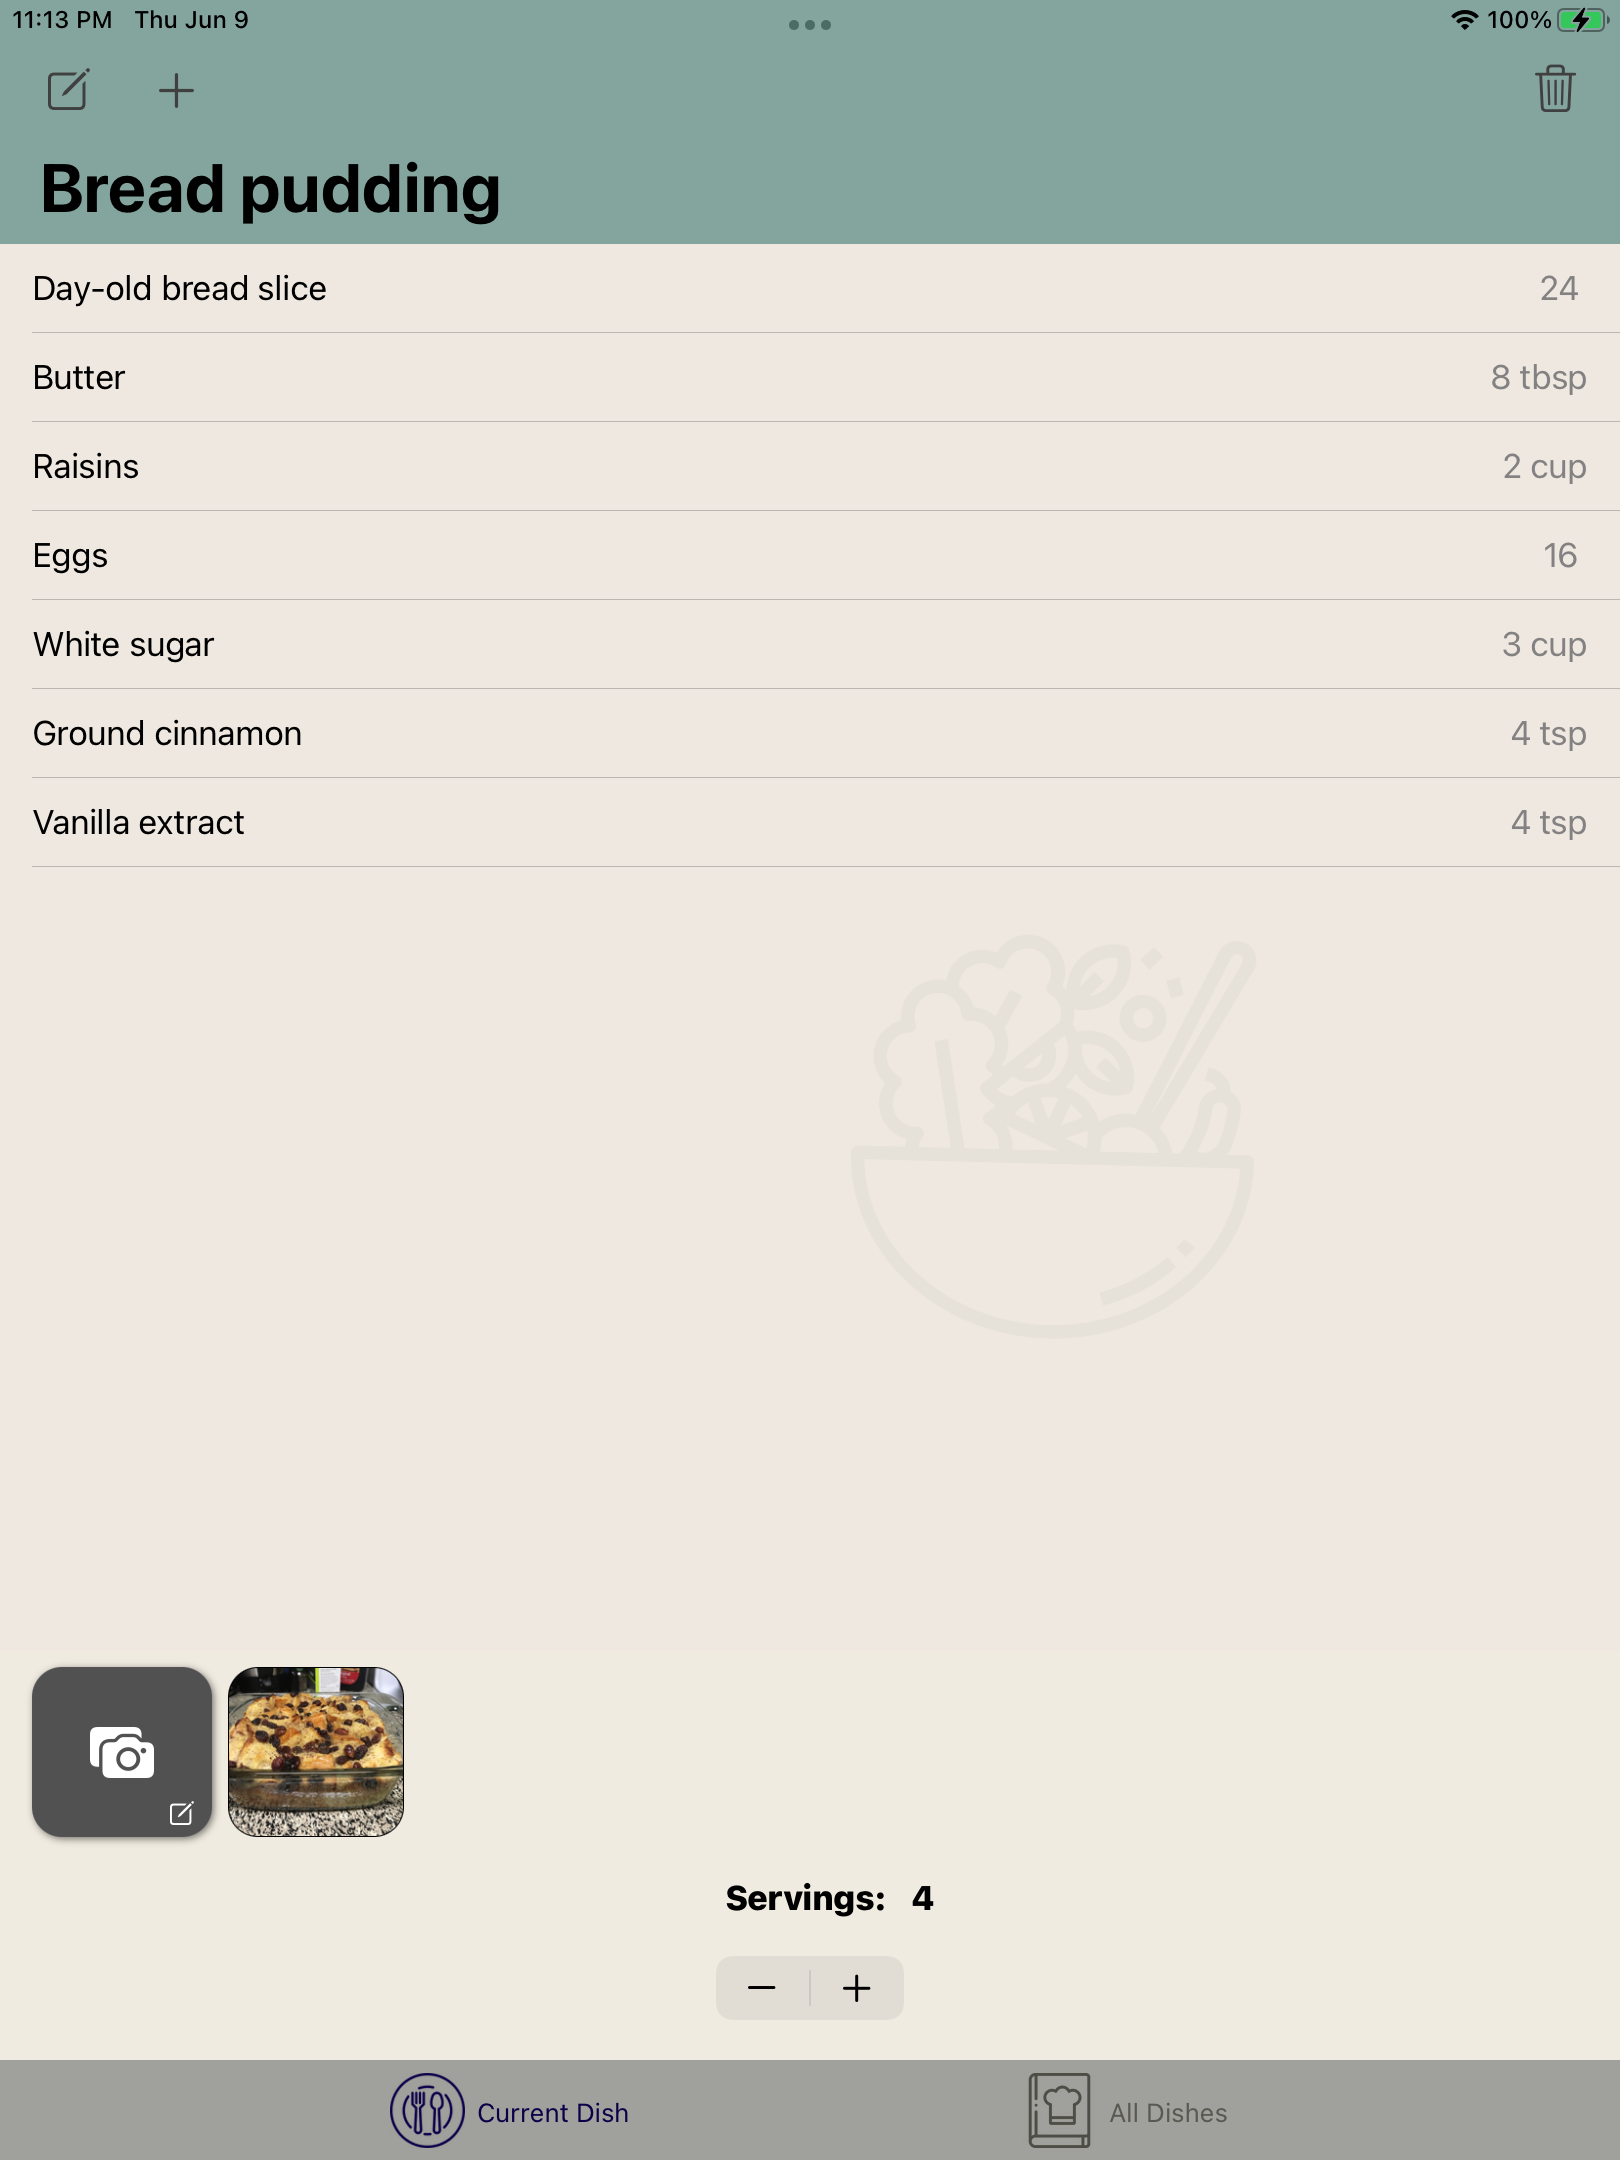 11:13 PM Thu Jun 9 100%
Bread pudding
Day-old bread slice 24
Butter 8 tbsp
Raisins 2 cup
Eggs 16
White sugar 3 cup
Ground cinnamon 4 tsp
Vanilla extract 4 tsp
Servings: 4
Current Dish All Dishes